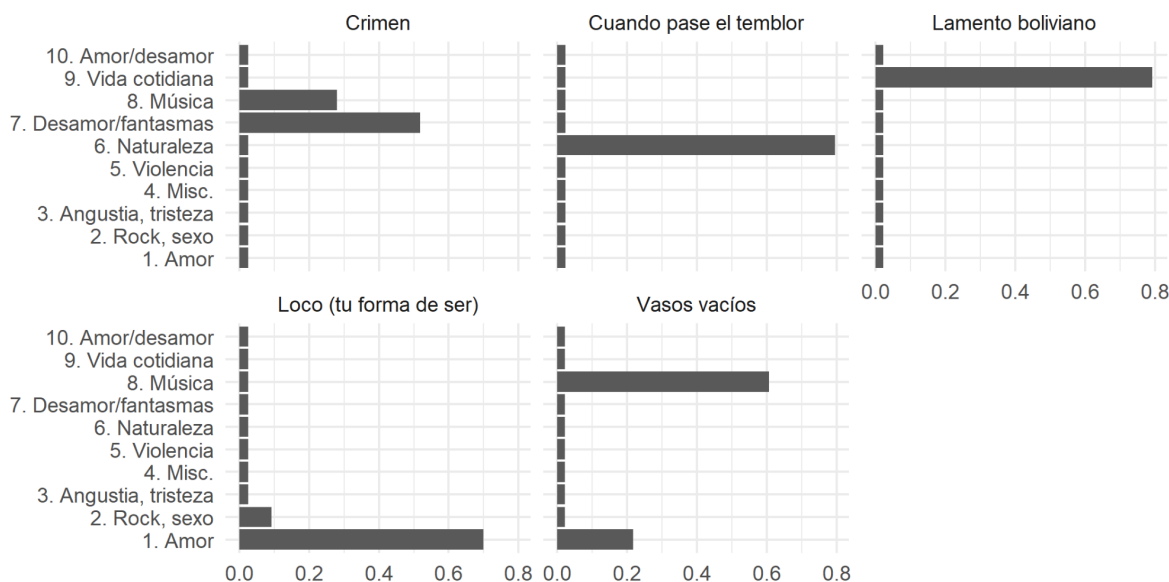 Crimen
Cuando pase el temblor
Lamento boliviano
10. Amor/desamor
9. Vida cotidiana
8. Música
7. Desamor/fantasmas
6. Naturaleza
5. Violencia
4. Misc.
3. Angustia, tristeza
2. Rock, sexo
1. Amor
0.0 0.2 0.4 0.6 0.8
Loco (tu forma de ser)
Vasos vacíos
10. Amor/desamor
9. Vida cotidiana
8. Música
7. Desamor/fantasmas
6. Naturaleza
5. Violencia
4. Misc.
3. Angustia, tristeza
2. Rock, sexo
1. Amor
0.0 0.2 0.4 0.6 0.8
0.0 0.2 0.4 0.6 0.8